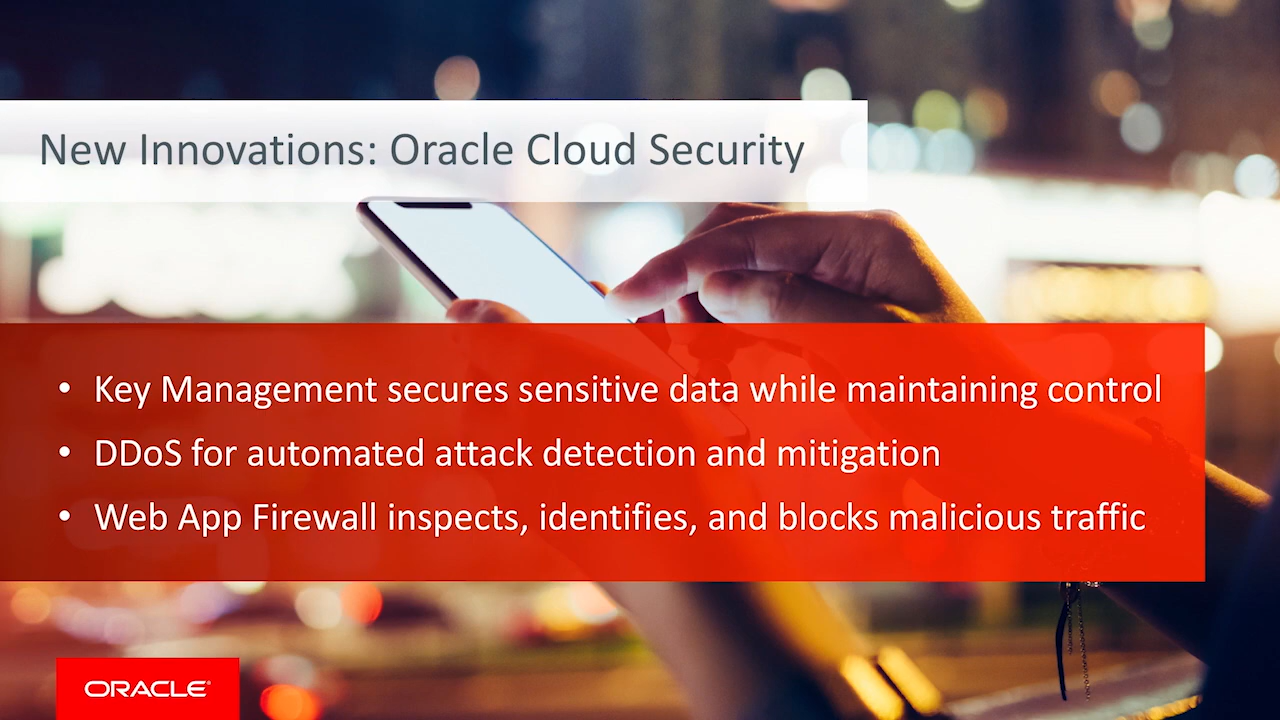 New Innovations: Oracle Cloud Security
• Key Management secures sensitive data while maintaining control
• DDoS for automated attack detection and mitigation
• Web App Firewall inspects, identifies, and blocks malicious traffic
ORACLE®